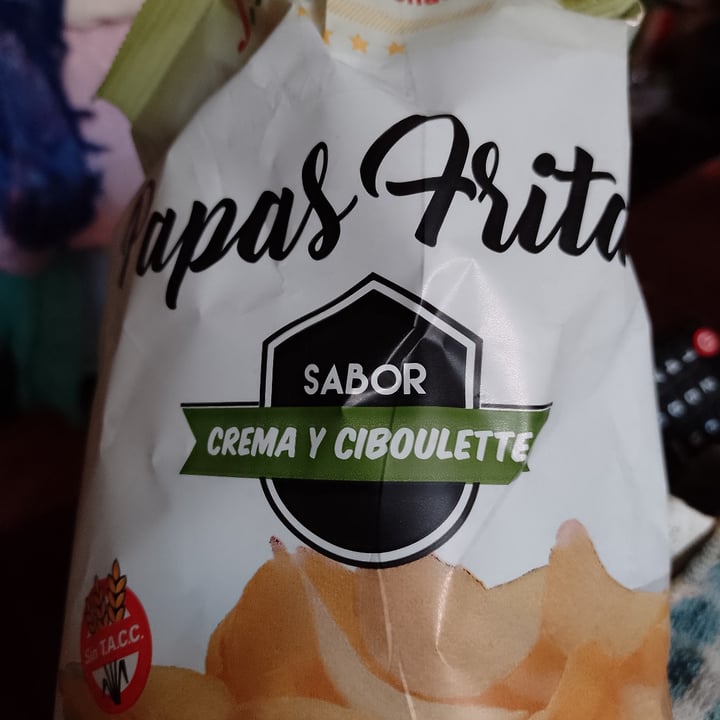 Papas Frita
SABOR
CREMA Y CIBOULETTE
Sin T.A.C.C.